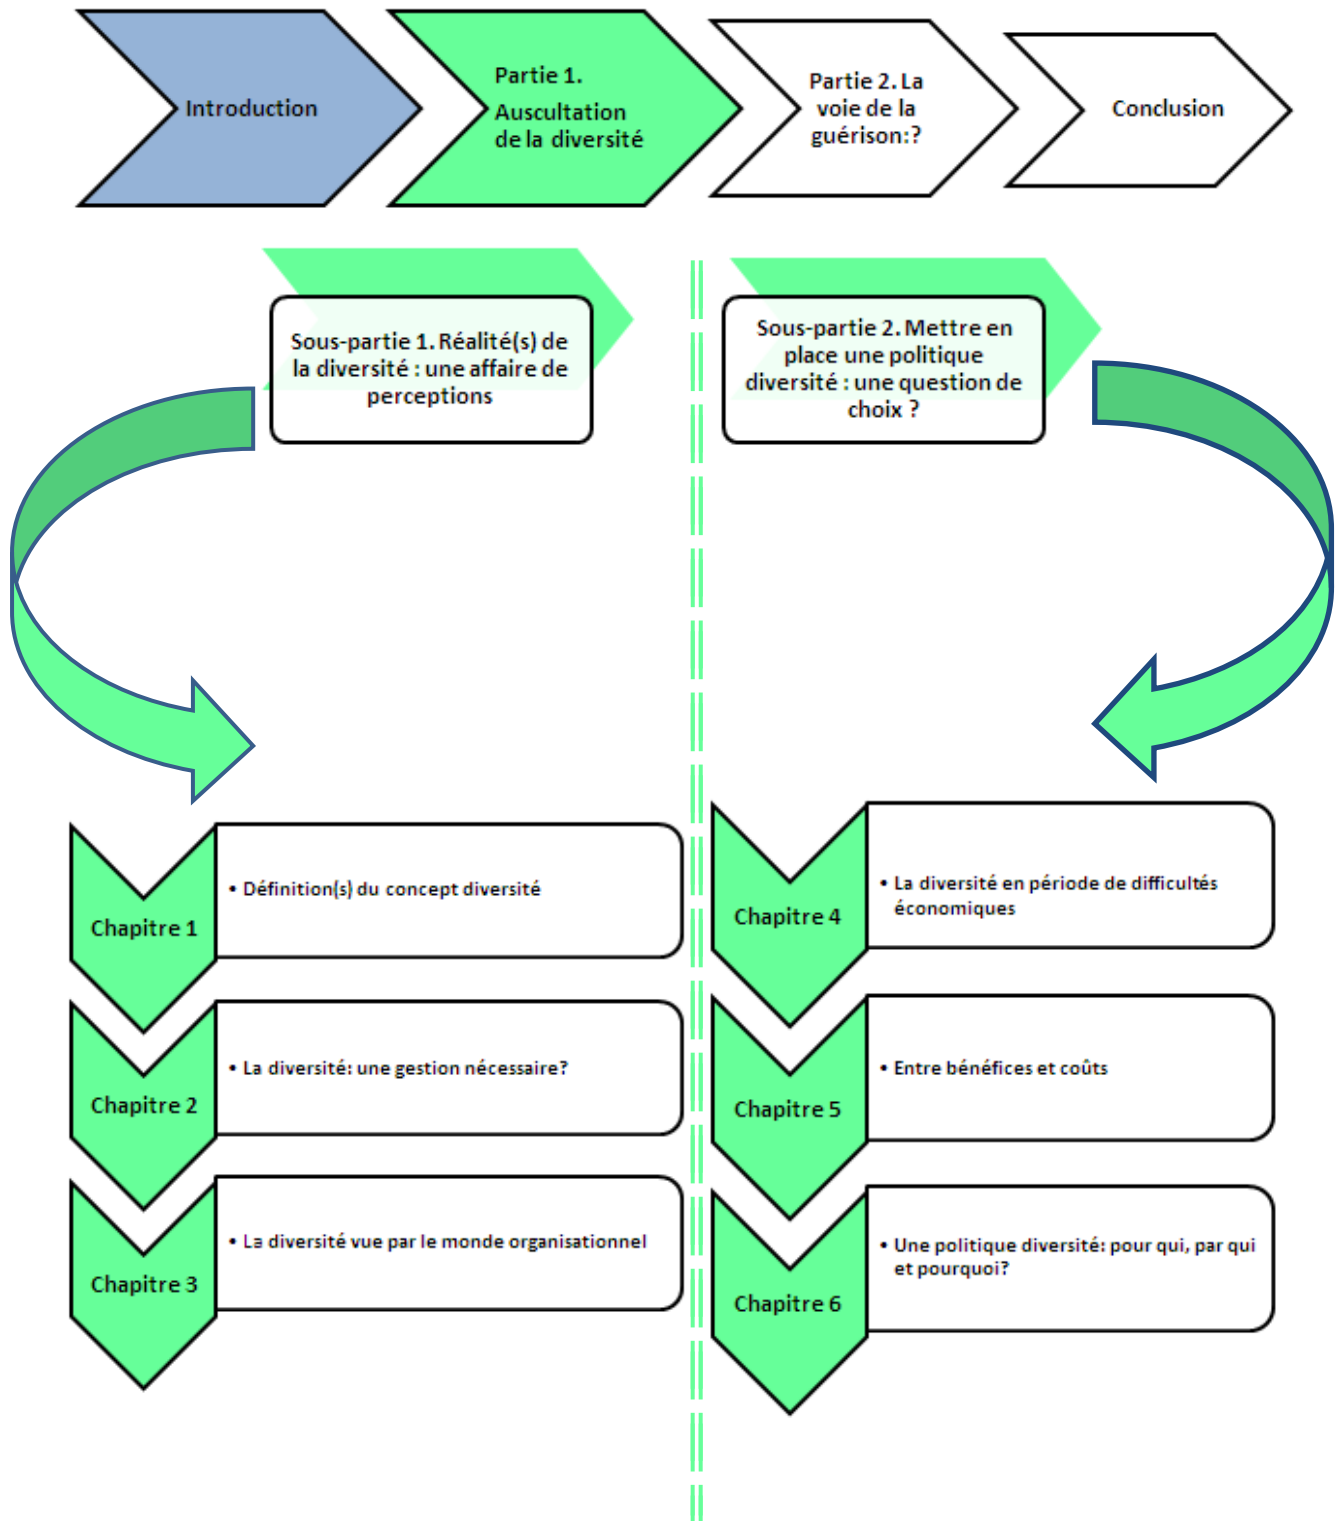 Introduction
Partie 1.
Auscultation
de la diversité
Partie 2. La
voie de la
guérison:?
Conclusion
Sous-partie 1. Réalité(s) de
la diversité : une affaire de
perceptions
Sous-partie 2. Mettre en
place une politique
diversité : une question de
choix ?
Chapitre 1
• Définition(s) du concept diversité
Chapitre 2
• La diversité: une gestion nécessaire?
Chapitre 3
• La diversité vue par le monde organisationnel
Chapitre 4
• La diversité en période de difficultés
économiques
Chapitre 5
• Entre bénéfices et coûts
Chapitre 6
• Une politique diversité: pour qui, par qui
et pourquoi?